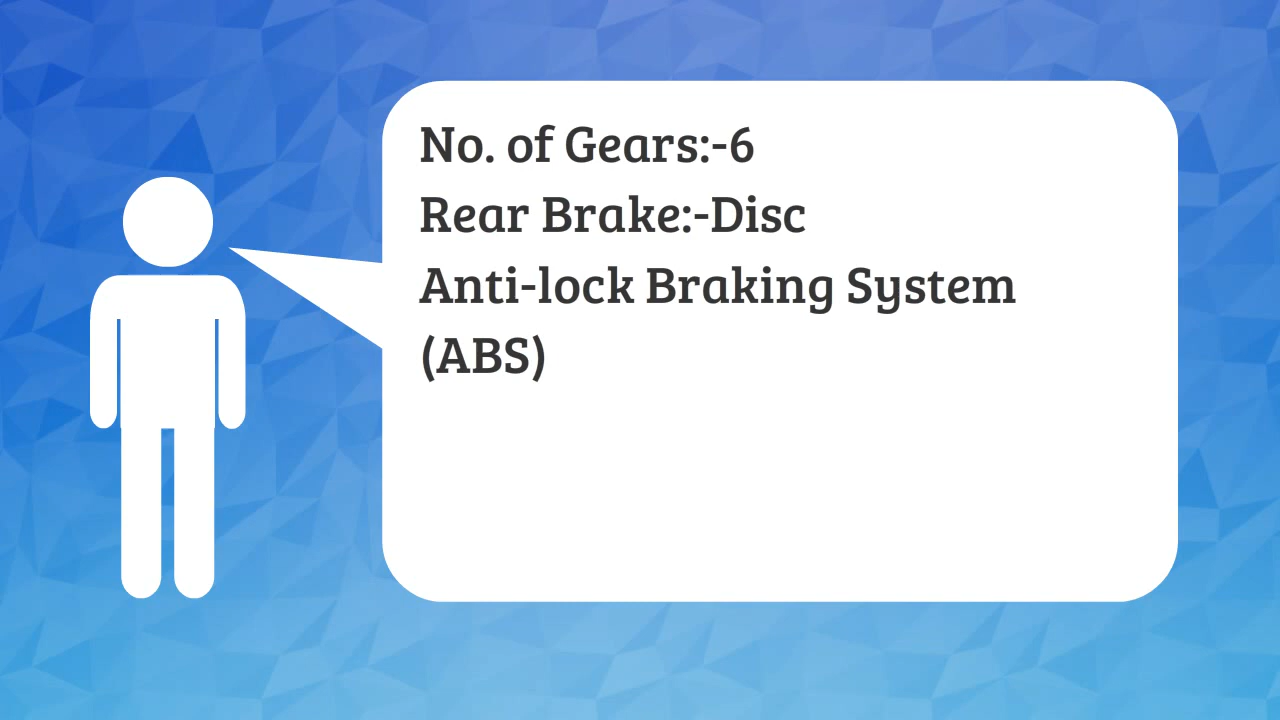 No. of Gears:-6
Rear Brake:-Disc
Anti-lock Braking System
(ABS)